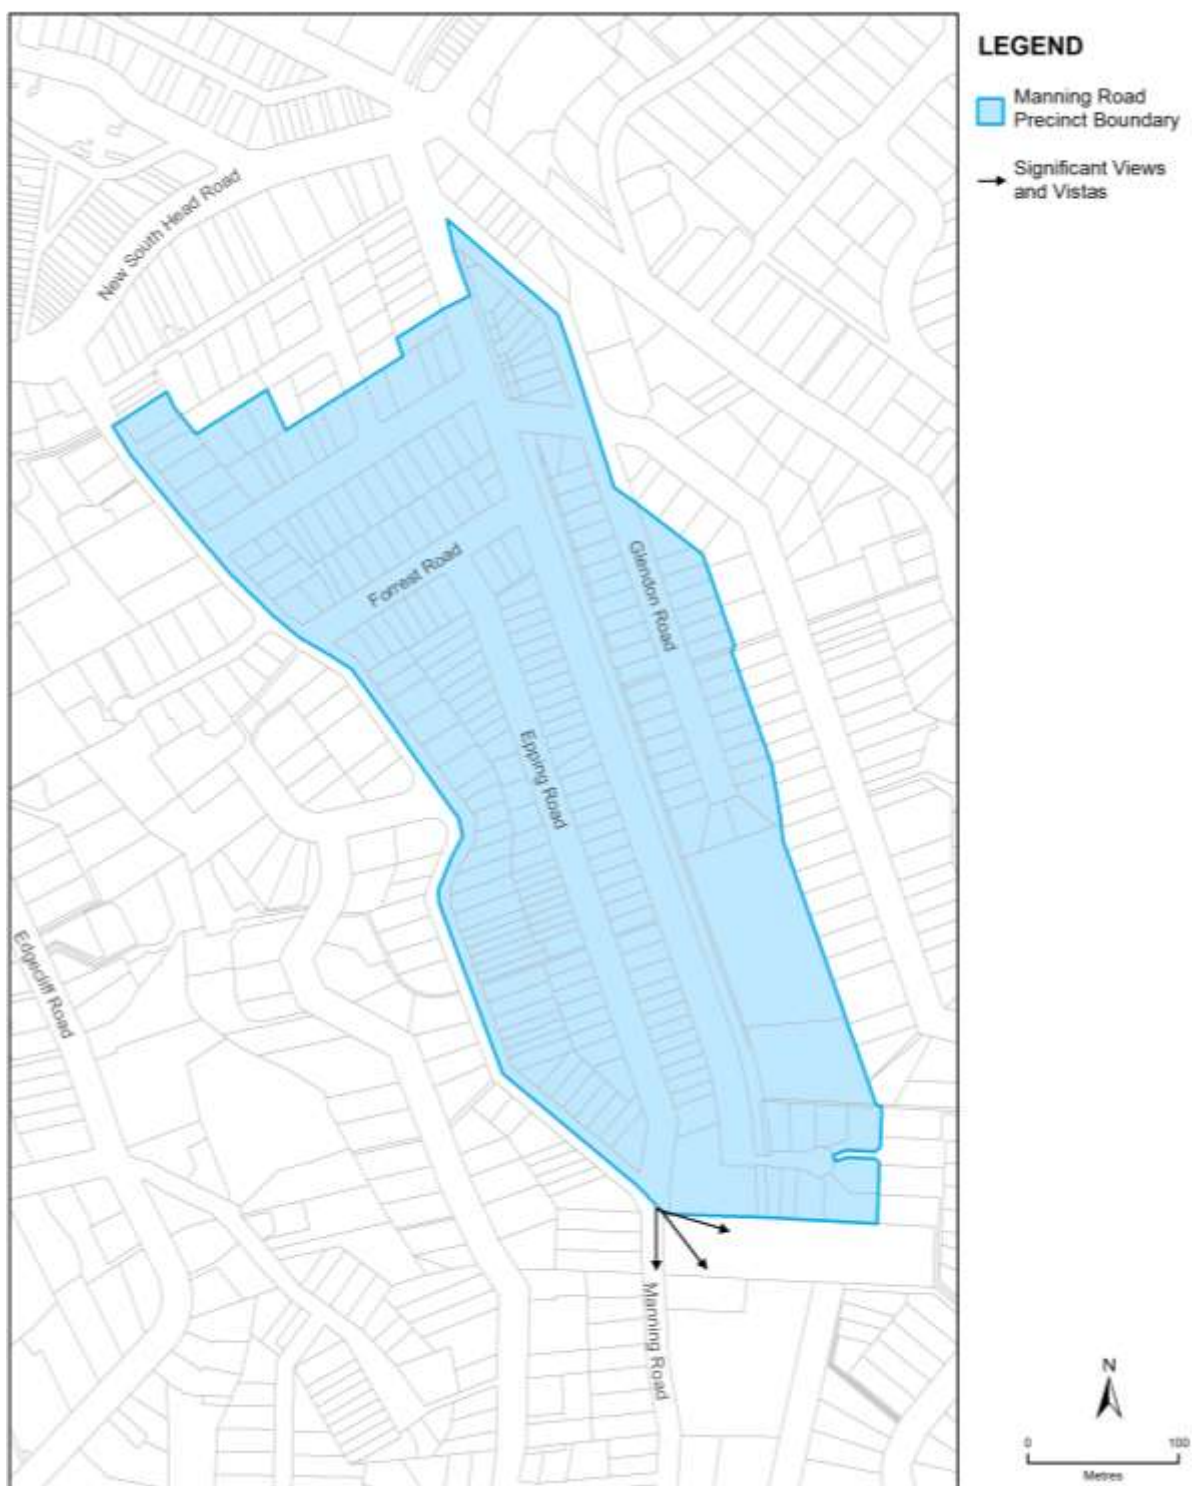 LEGEND
Manning Road
Precinct Boundary
Significant Views
and Vistas
New South Head Road
Forrest Road
Glendon Road
Epping Road
Edgecliff Road
Manning Road
N
0 100
Metres